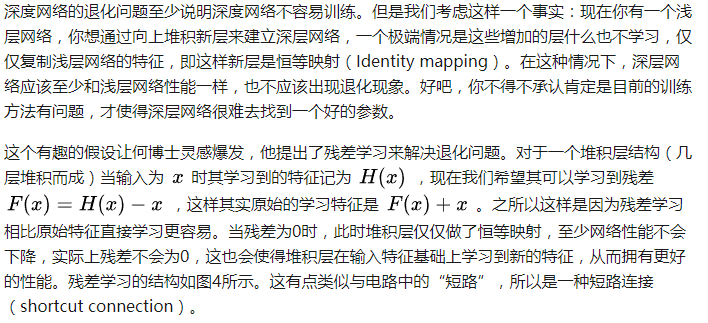 深度网络的退化问题至少说明深度网络不容易训练。但是我们考虑这样一个事实：现在你有一个浅
层网络，你想通过向上堆积新层来建立深层网络，一个极端情况是这些增加的层什么也不学习，仅
仅复制浅层网络的特征，即这样新层是恒等映射（Identity mapping）。在这种情况下，深层网
络应该至少和浅层网络性能一样，也不应该出现退化现象。好吧，你不得不承认肯定是目前的训练
方法有问题，才使得深层网络很难去找到一个好的参数。
这个有趣的假设让何博士灵感爆发，他提出了残差学习来解决退化问题。对于一个堆积层结构（几
层堆积而成）当输入为 x 时其学习到的特征记为 H(x) ，现在我们希望其可以学习到残差
F(x) = H(x) − x ，这样其实原始的学习特征是 F(x) + x 。之所以这样是因为残差学习
相比原始特征直接学习更容易。当残差为0时，此时堆积层仅仅做了恒等映射，至少网络性能不会
下降，实际上残差不会为0，这也会使得堆积层在输入特征基础上学习到新的特征，从而拥有更好
的性能。残差学习的结构如图4所示。这有点类似与电路中的“短路”，所以是一种短路连接
（shortcut connection）。